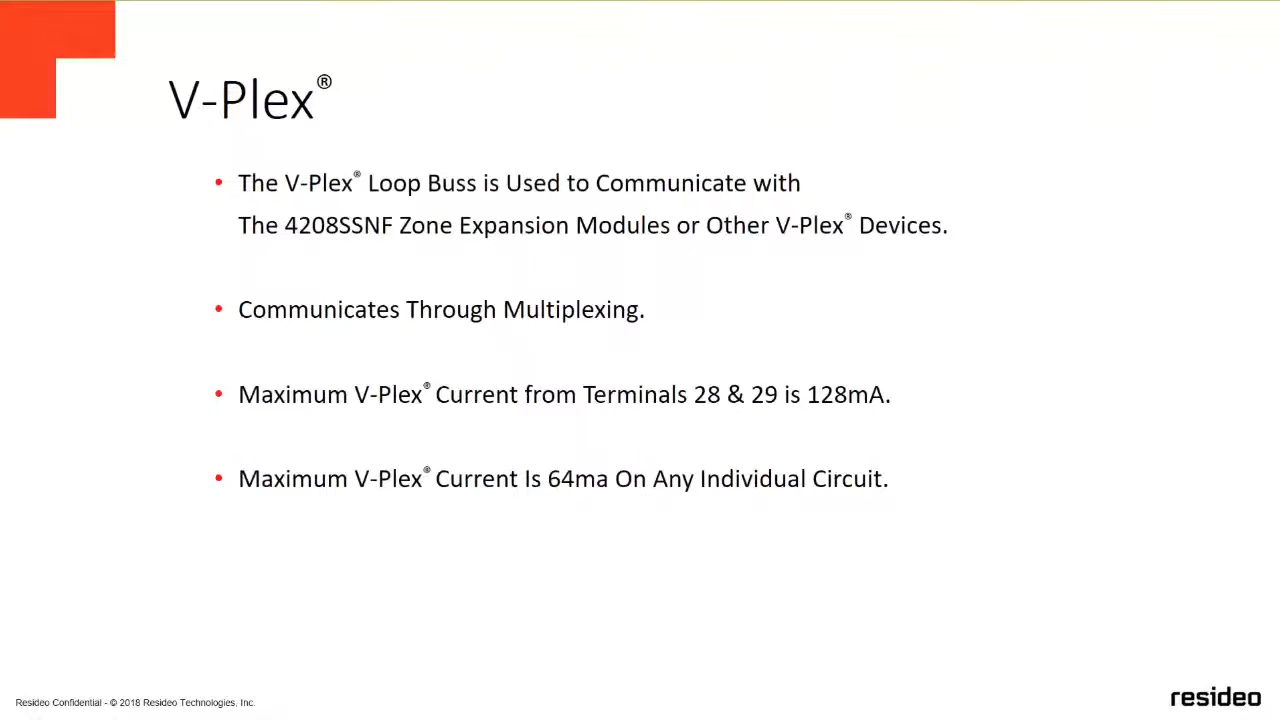 V-Plex®
• The V-Plex® Loop Buss is Used to Communicate with
The 4208SSNF Zone Expansion Modules or Other V-Plex® Devices.
• Communicates Through Multiplexing.
• Maximum V-Plex® Current from Terminals 28 & 29 is 128mA.
• Maximum V-Plex® Current Is 64ma On Any Individual Circuit.
Resideo Confidential - © 2018 Resideo Technologies, Inc.
resideo